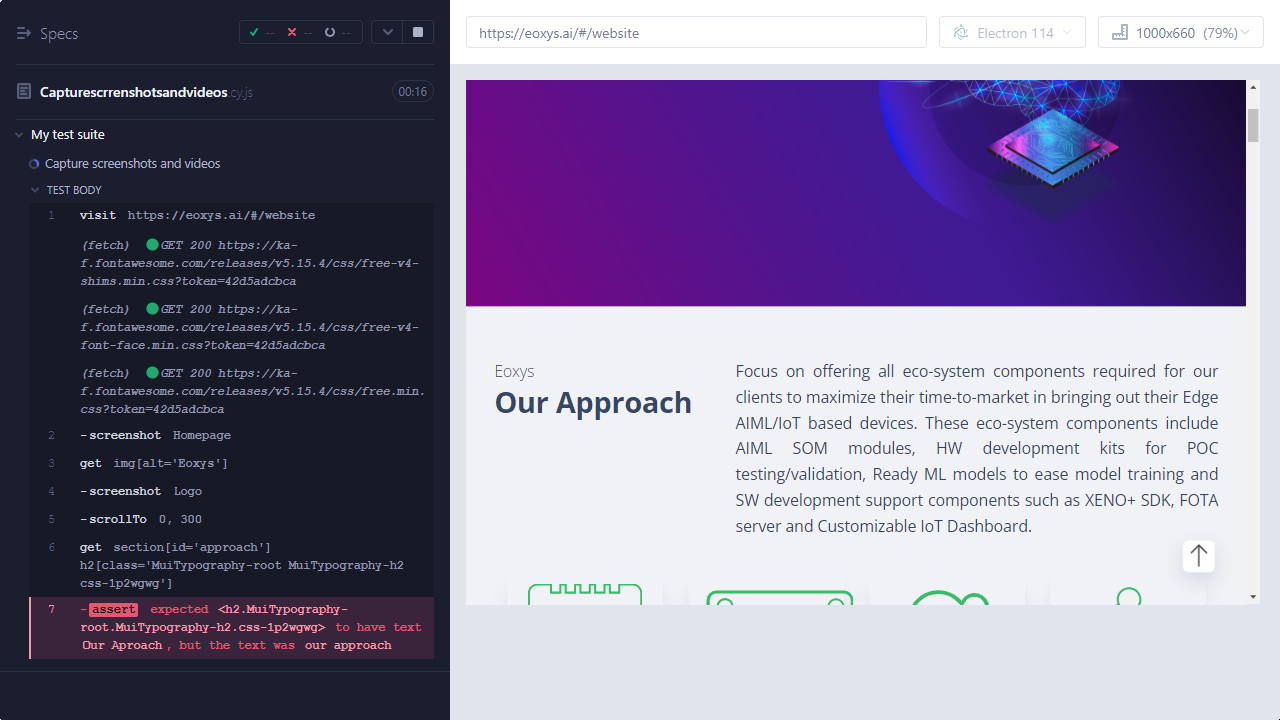 Specs
-- -- --
Capturescrrenshotsandvideos.cy.js 00:16
My test suite
Capture screenshots and videos
TEST BODY
1 visit https://eoxys.ai/#/website
(fetch) GET 200 https://ka-
f.fontawesome.com/releases/v5.15.4/css/free-v4-
shims.min.css?token=42d5adcbca
(fetch) GET 200 https://ka-
f.fontawesome.com/releases/v5.15.4/css/free-v4-
font-face.min.css?token=42d5adcbca
(fetch) GET 200 https://ka-
f.fontawesome.com/releases/v5.15.4/css/free.min.
css?token=42d5adcbca
2 -screenshot Homepage
3 get img[alt='Eoxys']
4 -screenshot Logo
5 -scrollTo 0, 300
6 get section[id='approach']
h2[class='MuiTypography-root MuiTypography-h2
css-1p2wgwg']
7 -assert expected <h2.MuiTypography-
root.MuiTypography-h2.css-1p2wgwg> to have text
Our Aproach, but the text was our approach
https://eoxys.ai/#/website
Electron 114
1000x660 (79%)
Eoxys
Our Approach
Focus on offering all eco-system components required for our
clients to maximize their time-to-market in bringing out their Edge
AIML/IoT based devices. These eco-system components include
AIML SOM modules, HW development kits for POC
testing/validation, Ready ML models to ease model training and
SW development support components such as XENO+ SDK, FOTA
server and Customizable IoT Dashboard.